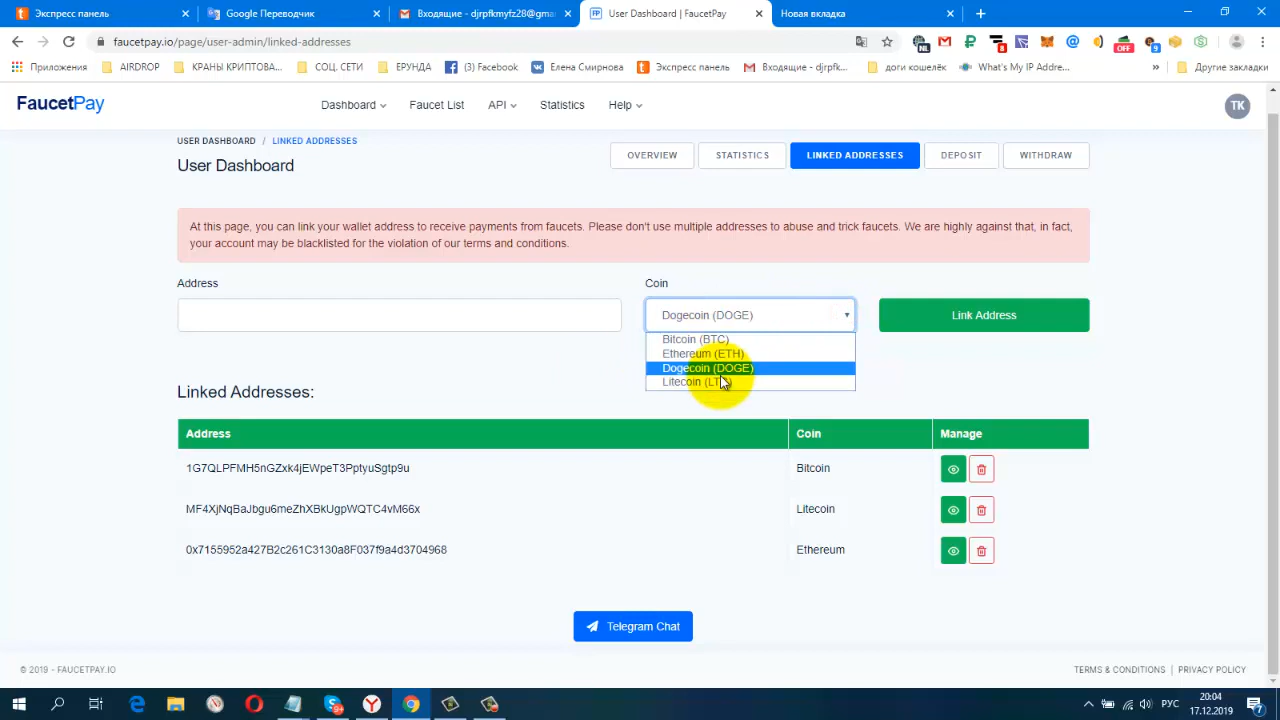 Экспресс панель
Google Переводчик
Входящие - djrpfkmyfz28@gma
User Dashboard | FaucetPay
Новая вкладка
faucetpay.io/page/user-admin/linked-addresses
Приложения
AIRDROP
КРАНЫ КРИПТОВА...
СОЦ. СЕТИ
ЕРУНДА
(3) Facebook
Елена Смирнова
Экспресс панель
Входящие - djrpfk...
доги кошелёк
What's My IP Addre...
»
Другие закладки
FaucetPay
Dashboard
Faucet List
API
Statistics
Help
TK
USER DASHBOARD / LINKED ADDRESSES
User Dashboard
OVERVIEW
STATISTICS
LINKED ADDRESSES
DEPOSIT
WITHDRAW
At this page, you can link your wallet address to receive payments from faucets. Please don't use multiple addresses to abuse and trick faucets. We are highly against that, in fact,
your account may be blacklisted for the violation of our terms and conditions.
Address
Coin
Dogecoin (DOGE)
Link Address
Bitcoin (BTC)
Ethereum (ETH)
Dogecoin (DOGE)
Litecoin (LTC)
Linked Addresses:
Address
Coin
Manage
1G7QLPFMH5nGZxk4jEWpeT3PptyuSgtp9u
Bitcoin
MF4XjNqBaJbgu6meZhXBkUgpWQTC4vM66x
Litecoin
0x7155952a427B2c261C3130a8F037f9a4d3704968
Ethereum
Telegram Chat
© 2019 - FAUCETPAY.IO
TERMS & CONDITIONS | PRIVACY POLICY
РУС
20:04
17.12.2019